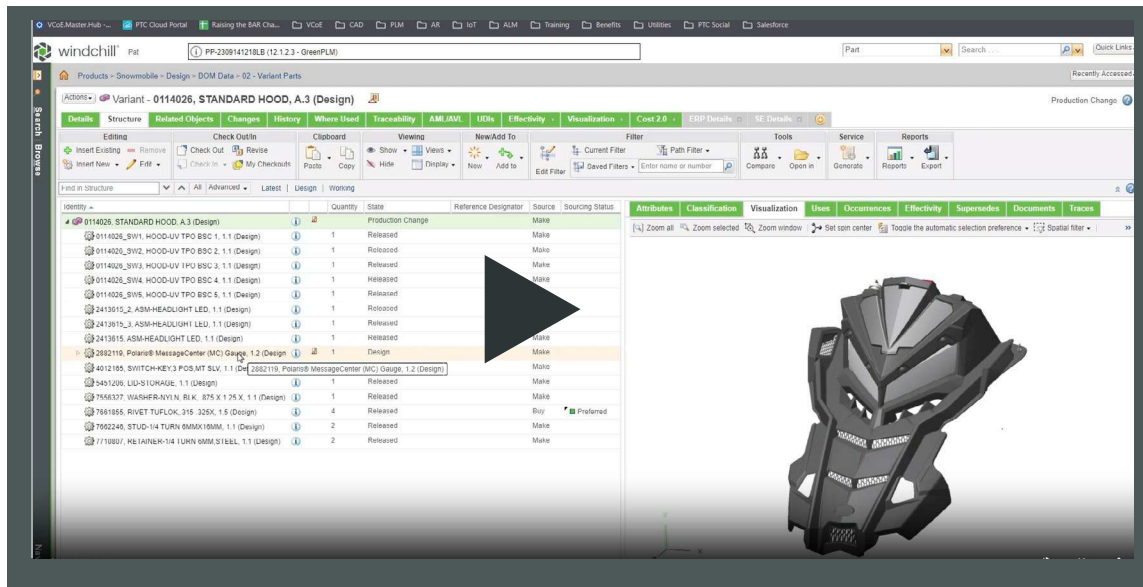 VCoE.Master.Hub -... PTC Cloud Portal Raising the BAR Cha... VCoE CAD PLM AR IoT ALM Training Benefits Utilities PTC Social Salesforce
windchill Pat PP-2309141218LB (12.1.2.3 - GreenPLM) Part Search... Quick Links
Products > Snowmobile > Design > BOM Data > 02 - Variant Parts Recently Accessed
Actions Variant - 0114026, STANDARD HOOD, A.3 (Design) Production Change
Details Structure Related Objects Changes History Where Used Traceability AML/AVL UDIs Effectivity Visualization Cost 2.0 ERP Details SE Details
Editing Check Out/In Clipboard Viewing New/Add To Filter Tools Service Reports
Insert Existing Remove Check Out Revise Show Views Current Filter Path Filter
Insert New Edit Check In My Checkouts Paste Copy Hide Display New Add to Edit Filter Saved Filters Enter name or number Compare Open in Generate Reports Export
Search Browse
Find in Structure All Advanced Latest | Design | Working
Identity Quantity State Reference Designator Source Sourcing Status Attributes Classification Visualization Uses Occurrences Effectivity Supersedes Documents Traces
Zoom all Zoom selected Zoom window Set spin center Toggle the automatic selection preference Spatial filter
0114026, STANDARD HOOD, A.3 (Design) Production Change Make
0114026_SW1, HOOD-UV TPO BSC 1, 1.1 (Design) 1 Released Make
0114026_SW2, HOOD-UV TPO BSC 2, 1.1 (Design) 1 Released Make
0114026_SW3, HOOD-UV TPO BSC 3, 1.1 (Design) 1 Released Make
0114026_SW4, HOOD-UV TPO BSC 4, 1.1 (Design) 1 Released Make
0114026_SW5, HOOD-UV TPO BSC 5, 1.1 (Design) 1 Released Make
2413615_2, ASM-HEADLIGHT LED, 1.1 (Design) 1 Released Make
2413615_3, ASM-HEADLIGHT LED, 1.1 (Design) 1 Released Make
2413615, ASM-HEADLIGHT LED, 1.1 (Design) 1 Released Make
2882119, Polaris® MessageCenter (MC) Gauge, 1.2 (Design 1 Design Make
4012165, SWITCH-KEY,3 POS,MT SLV, 1.1 (De 2882119, Polaris® MessageCenter (MC) Gauge, 1.2 (Design) Make
5451206, LID-STORAGE, 1.1 (Design) 1 Released Make
7556327, WASHER-NYLN, BLK, .875 X 1.25 X, 1.1 (Design) 1 Released Make
7661855, RIVET TUFLOK, .315 .325X, 1.5 (Design) 4 Released Buy Preferred
7662246, STUD-1/4 TURN 6MMX16MM, 1.1 (Design) 2 Released Make
7710807, RETAINER-1/4 TURN 6MM,STEEL, 1.1 (Design) 2 Released Make